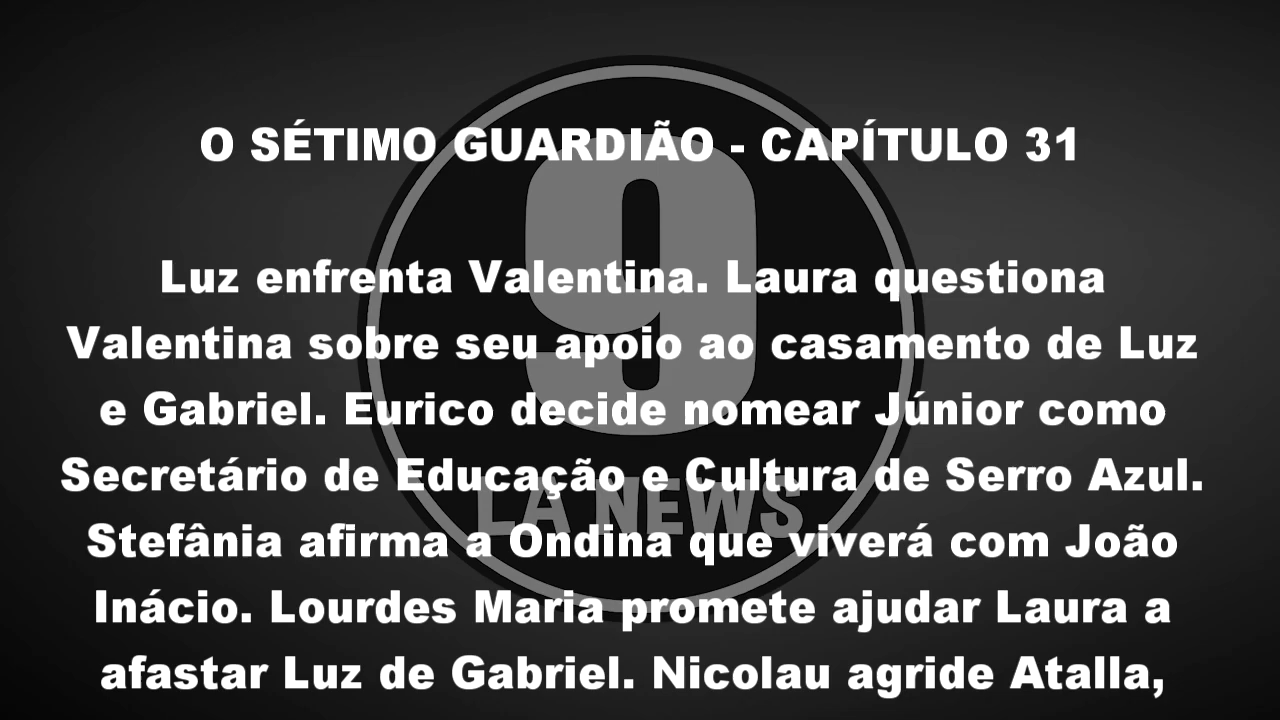 O SÉTIMO GUARDIÃO - CAPÍTULO 31
Luz enfrenta Valentina. Laura questiona
Valentina sobre seu apoio ao casamento de Luz
e Gabriel. Eurico decide nomear Júnior como
Secretário de Educação e Cultura de Serro Azul.
Stefânia afirma a Ondina que viverá com João
Inácio. Lourdes Maria promete ajudar Laura a
afastar Luz de Gabriel. Nicolau agride Atalla,
9
LA NEWS